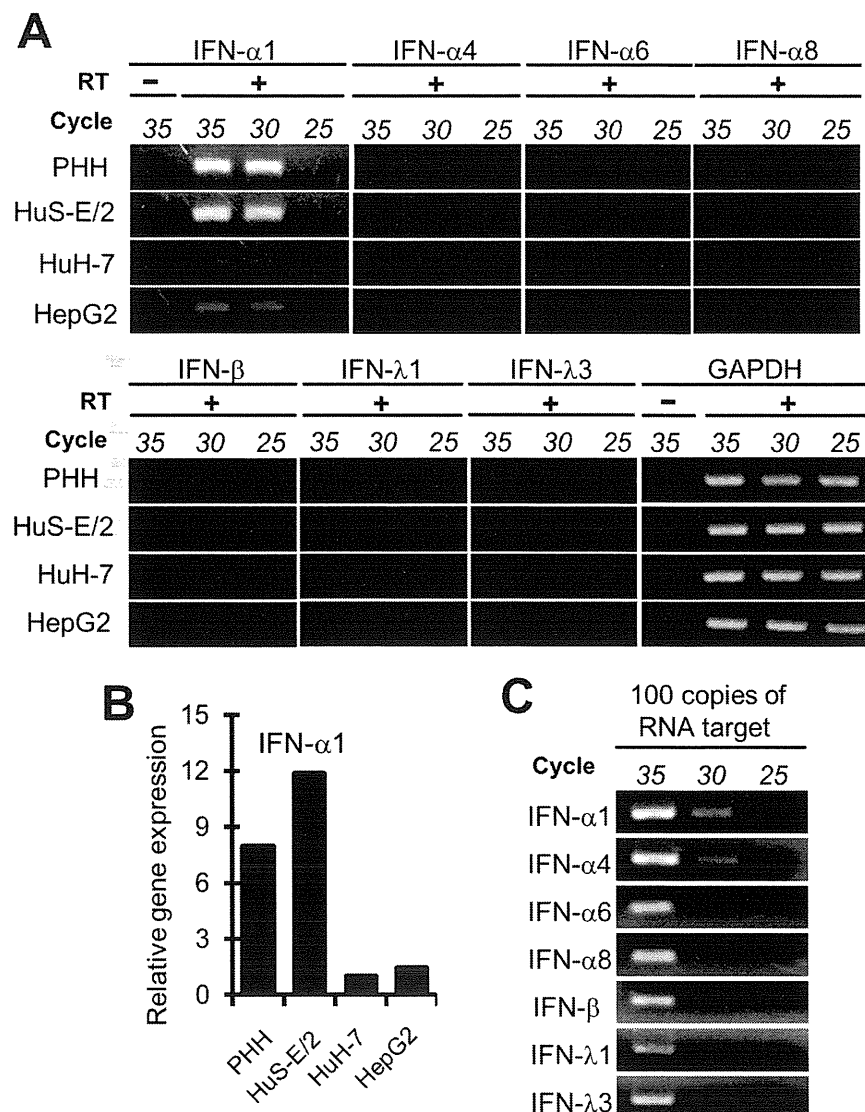 A
IFN-α1 IFN-α4 IFN-α6 IFN-α8
RT − + + + +
Cycle 35 35 30 25 35 30 25 35 30 25 35 30 25
PHH
HuS-E/2
HuH-7
HepG2
IFN-β IFN-λ1 IFN-λ3 GAPDH
RT + + + − +
Cycle 35 30 25 35 30 25 35 30 25 35 35 30 25
PHH
HuS-E/2
HuH-7
HepG2
B
IFN-α1
Relative gene expression
15
12
9
6
3
0
PHH
HuS-E/2
HuH-7
HepG2
C
100 copies of
RNA target
Cycle 35 30 25
IFN-α1
IFN-α4
IFN-α6
IFN-α8
IFN-β
IFN-λ1
IFN-λ3